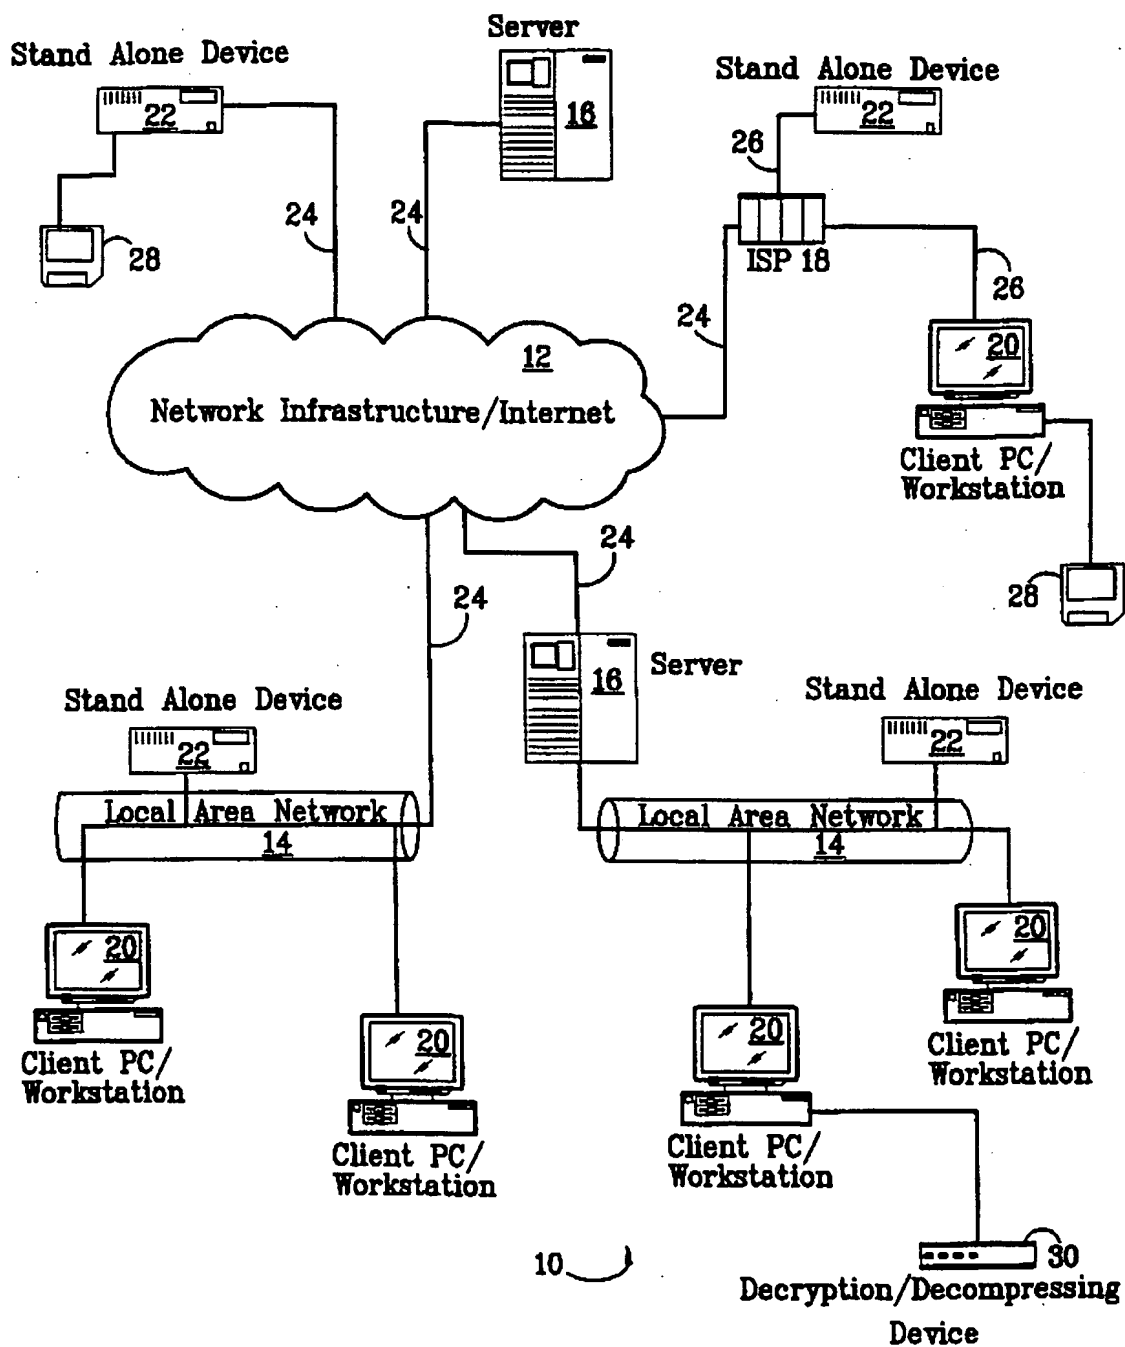 Server
Stand Alone Device
Stand Alone Device
22
16
22
26
24
24
28
ISP 18
26
24
12
20
Network Infrastructure/Internet
Client PC/
Workstation
24
28
24
16
Server
Stand Alone Device
Stand Alone Device
22
22
Local Area Network
14
Local Area Network
14
20
20
20
20
Client PC/
Workstation
Client PC/
Workstation
Client PC/
Workstation
Client PC/
Workstation
10
30
Decryption/Decompressing
Device